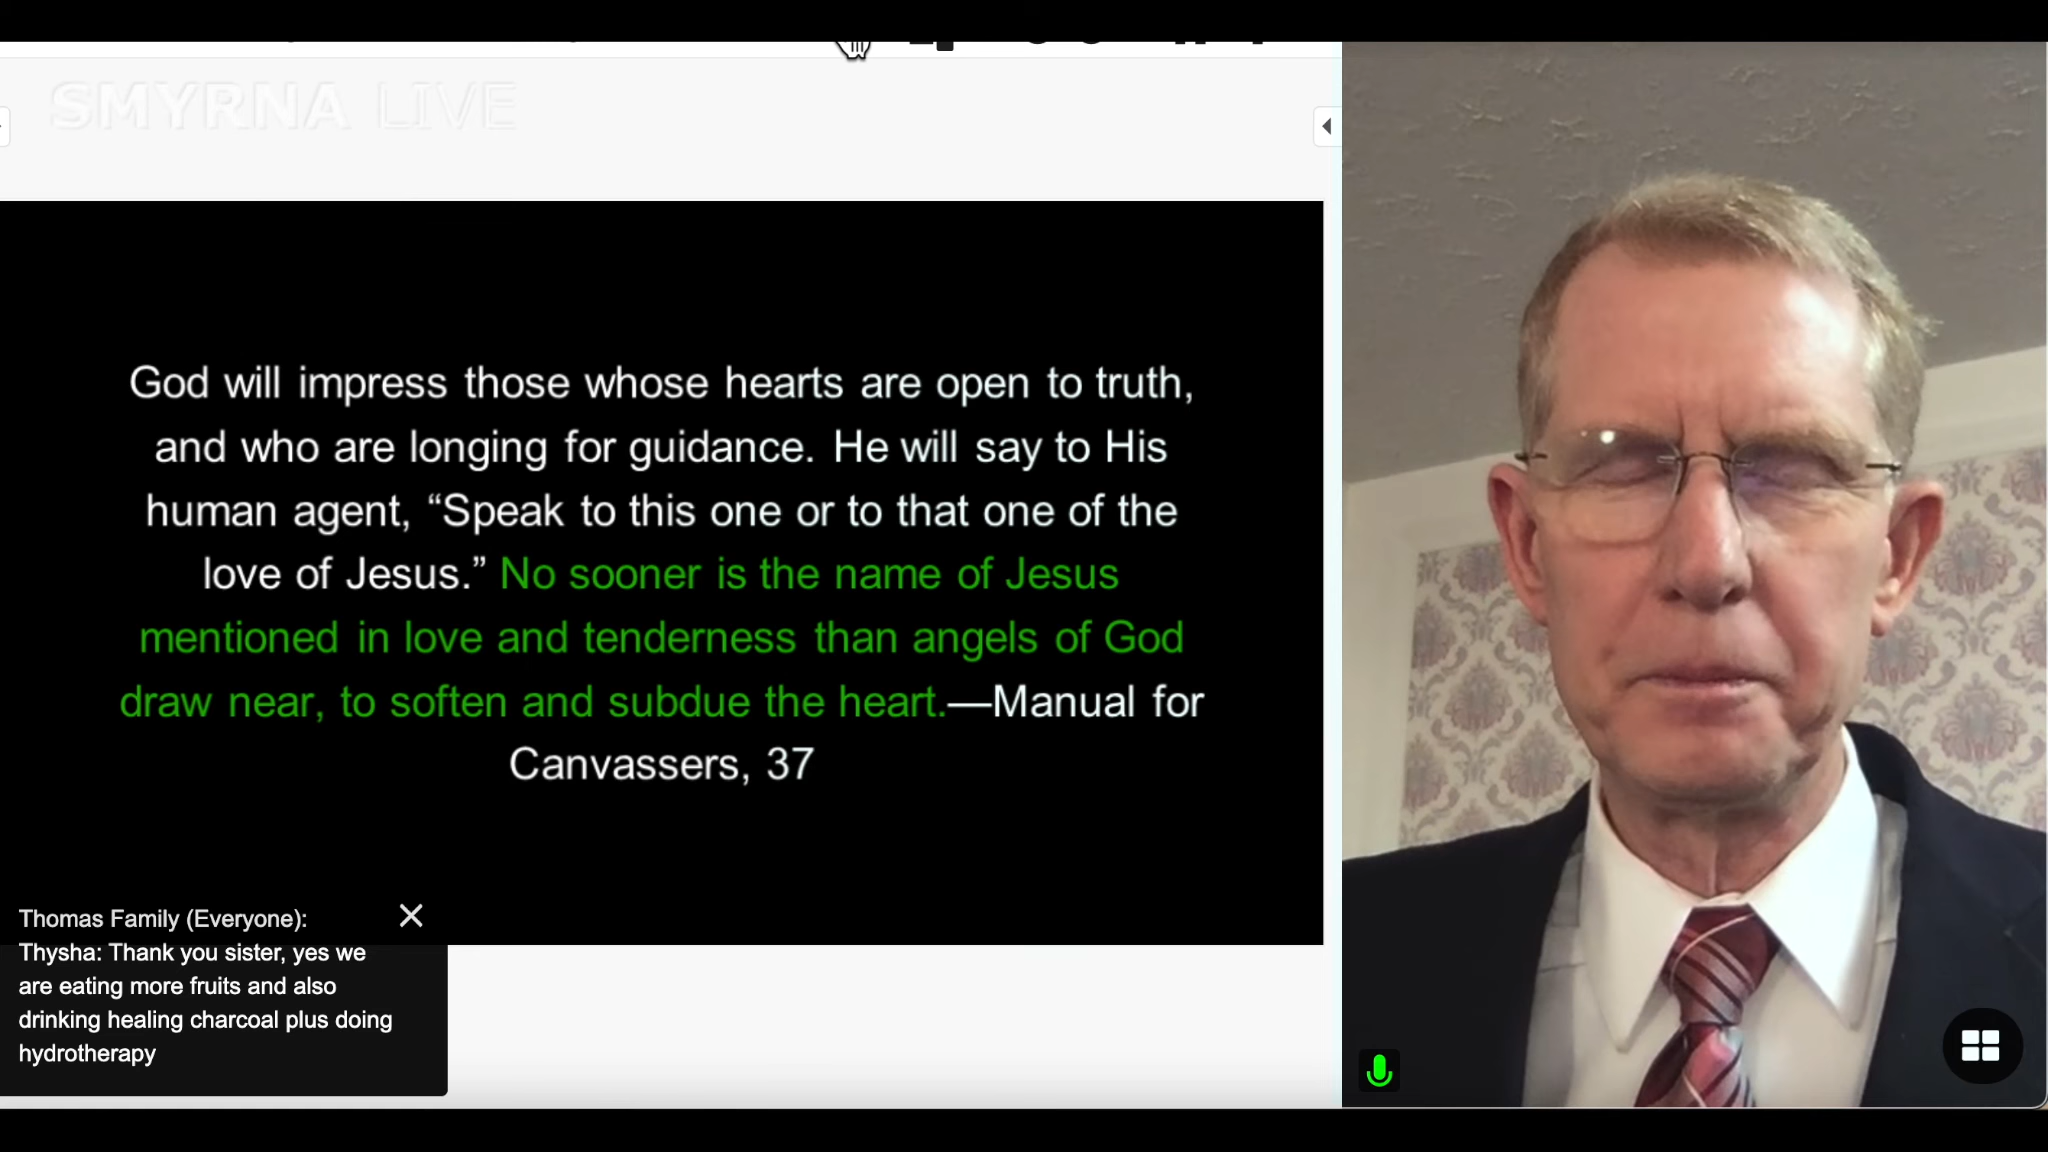 SMYRNA LIVE
God will impress those whose hearts are open to truth,
and who are longing for guidance. He will say to His
human agent, “Speak to this one or to that one of the
love of Jesus.” No sooner is the name of Jesus
mentioned in love and tenderness than angels of God
draw near, to soften and subdue the heart.—Manual for
Canvassers, 37
Thomas Family (Everyone):
Thysha: Thank you sister, yes we
are eating more fruits and also
drinking healing charcoal plus doing
hydrotherapy